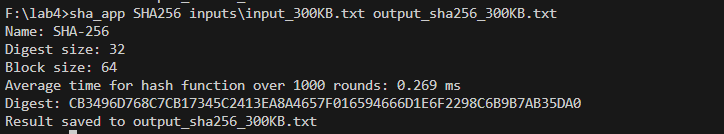 F:\lab4>sha_app SHA256 inputs\input_300KB.txt output_sha256_300KB.txt
Name: SHA-256
Digest size: 32
Block size: 64
Average time for hash function over 1000 rounds: 0.269 ms
Digest: CB3496D768C7CB17345C2413EA8A4657F016594666D1E6F2298C6B9B7AB35DA0
Result saved to output_sha256_300KB.txt